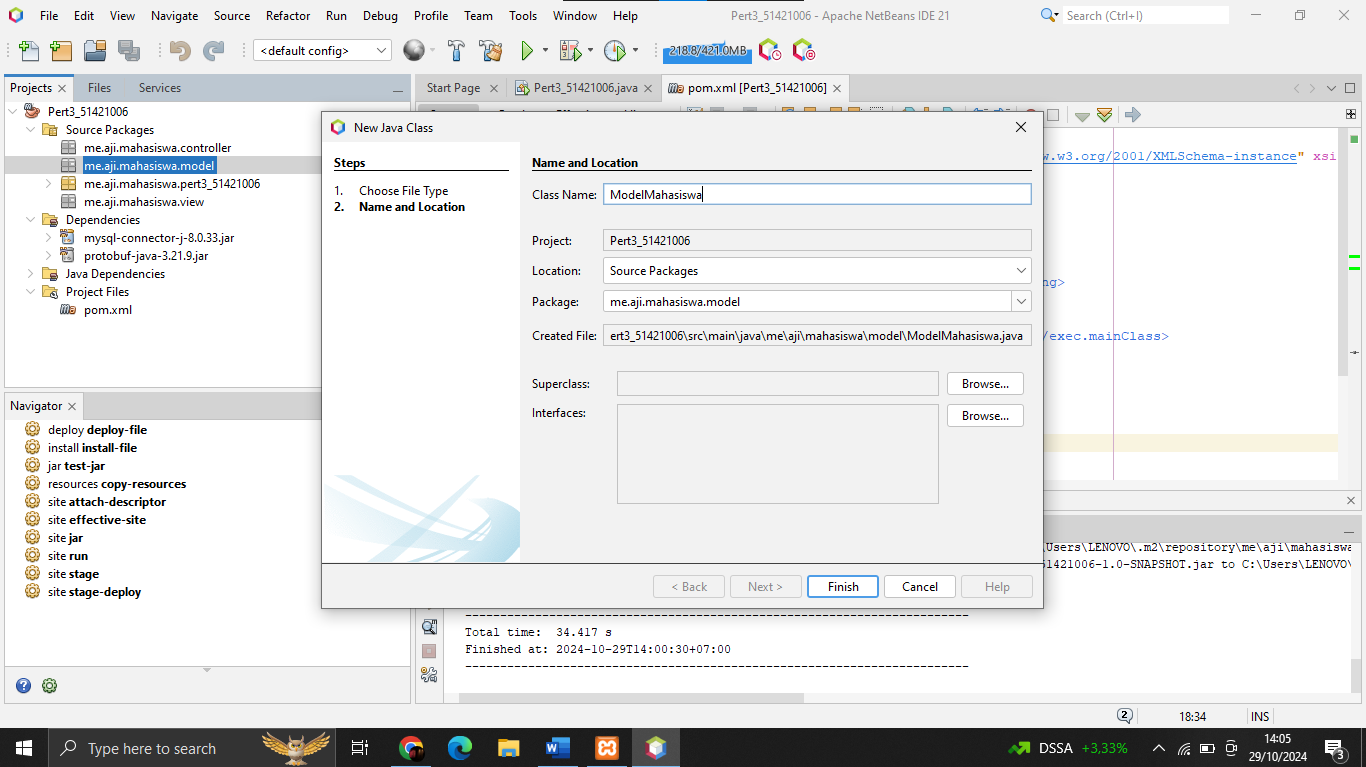 File Edit View Navigate Source Refactor Run Debug Profile Team Tools Window Help
Pert3_51421006 - Apache NetBeans IDE 21
Search (Ctrl+I)
<default config>
218.8/421.0MB
Projects Files Services
Start Page Pert3_51421006.java pom.xml [Pert3_51421006]
Pert3_51421006
Source Packages
me.aji.mahasiswa.controller
me.aji.mahasiswa.model
me.aji.mahasiswa.pert3_51421006
me.aji.mahasiswa.view
Dependencies
mysql-connector-j-8.0.33.jar
protobuf-java-3.21.9.jar
Java Dependencies
Project Files
pom.xml
Navigator
deploy deploy-file
install install-file
jar test-jar
resources copy-resources
site attach-descriptor
site effective-site
site jar
site run
site stage
site stage-deploy
New Java Class
Steps
1. Choose File Type
2. Name and Location
Name and Location
Class Name: ModelMahasiswa
Project: Pert3_51421006
Location: Source Packages
Package: me.aji.mahasiswa.model
Created File: ert3_51421006\src\main\java\me\aji\mahasiswa\model\ModelMahasiswa.java
Superclass: Browse...
Interfaces: Browse...
< Back Next > Finish Cancel Help
w.w3.org/2001/XMLSchema-instance" xsi
ng>
/exec.mainClass>
\Users\LENOVO\.m2\repository\me\aji\mahasiswa
51421006-1.0-SNAPSHOT.jar to C:\Users\LENOVO\
------------------------------------------------------------------------
Total time: 34.417 s
Finished at: 2024-10-29T14:00:30+07:00
------------------------------------------------------------------------
2
18:34 INS
Type here to search
DSSA +3,33%
14:05
29/10/2024
3